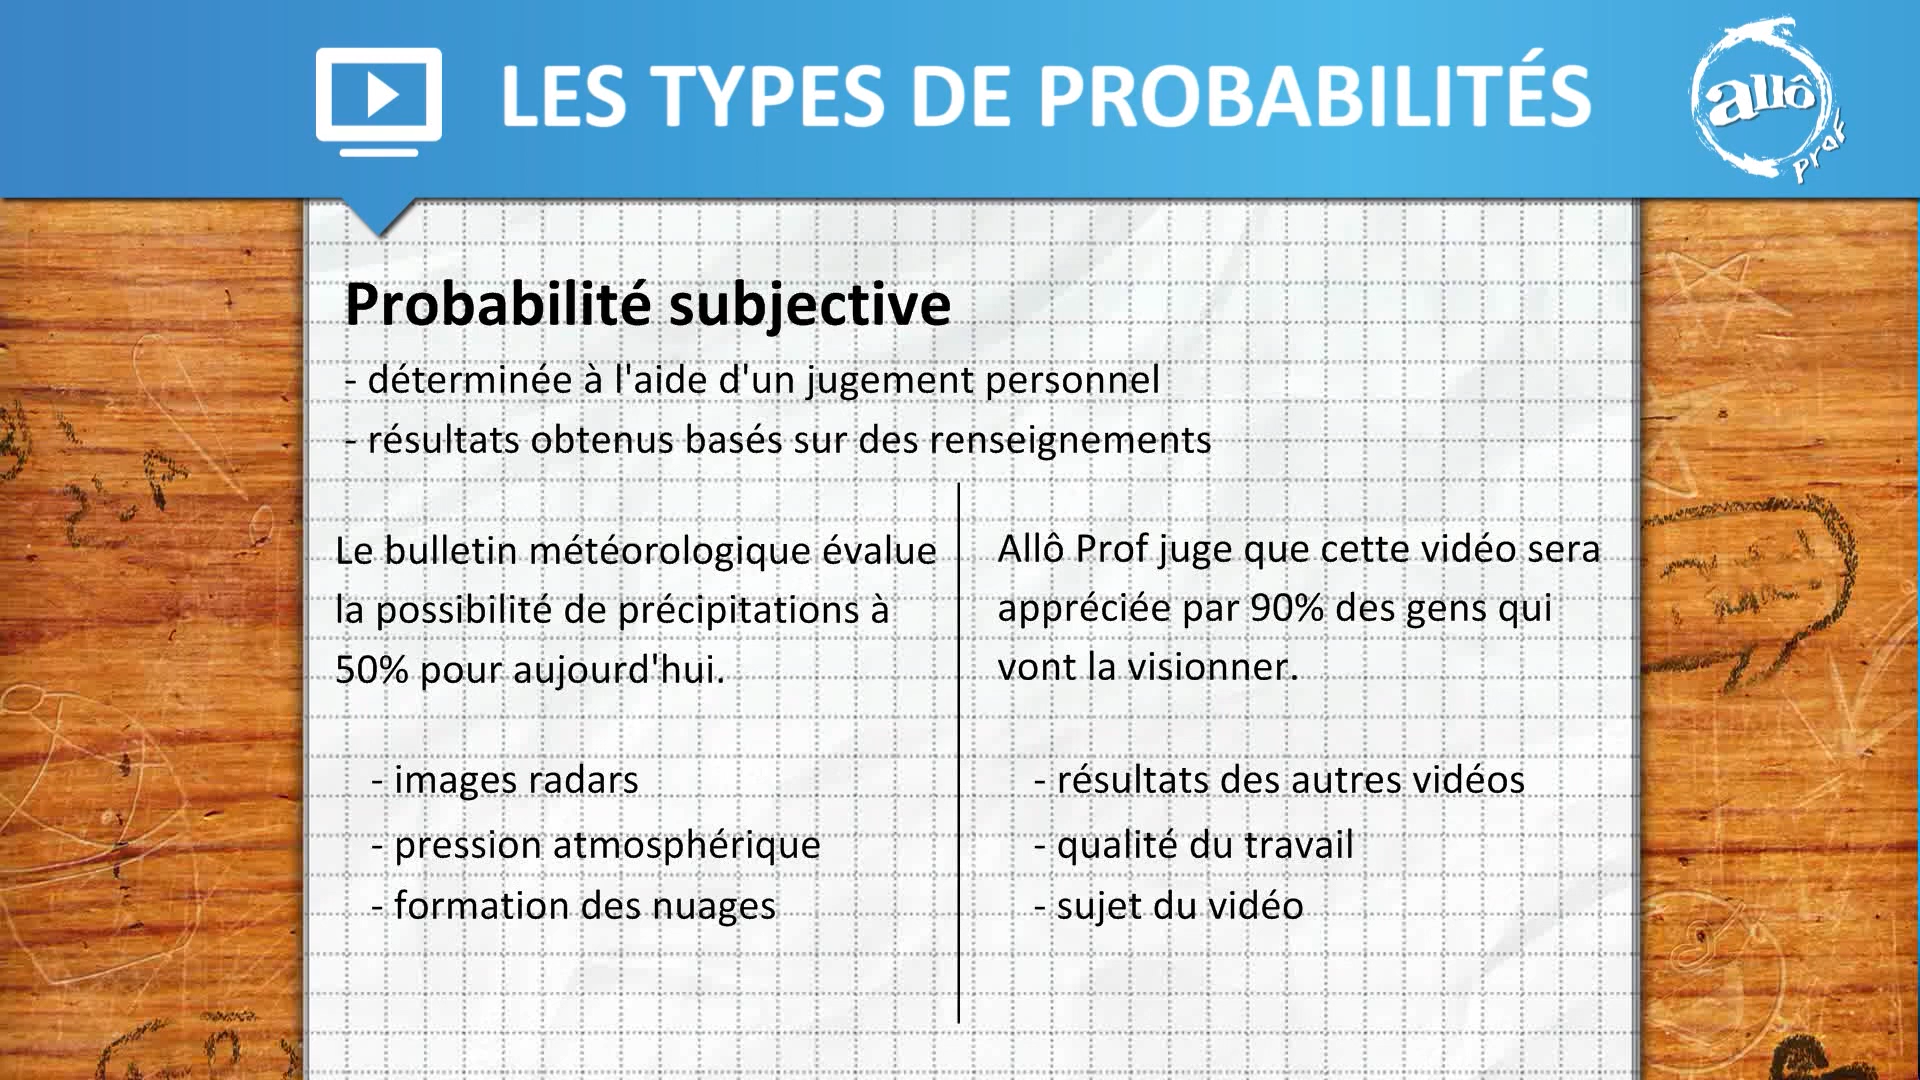 LES TYPES DE PROBABILITÉS
allô
prof
Probabilité subjective
- déterminée à l'aide d'un jugement personnel
- résultats obtenus basés sur des renseignements
Le bulletin météorologique évalue
la possibilité de précipitations à
50% pour aujourd'hui.
- images radars
- pression atmosphérique
- formation des nuages
Allô Prof juge que cette vidéo sera
appréciée par 90% des gens qui
vont la visionner.
- résultats des autres vidéos
- qualité du travail
- sujet du vidéo